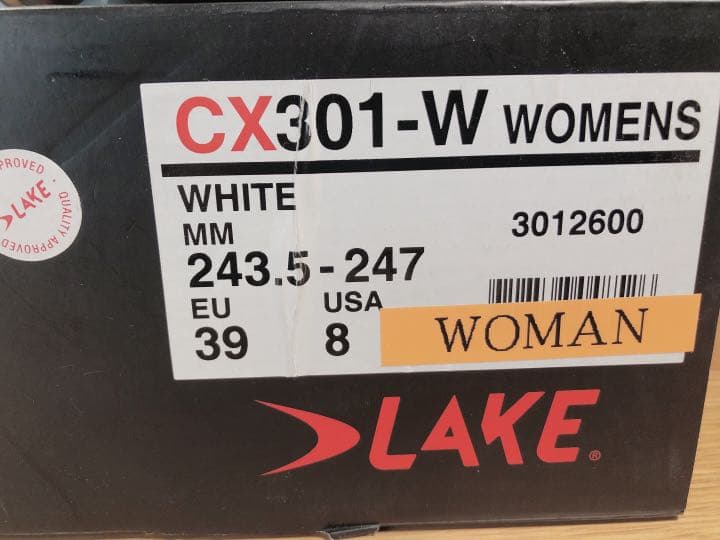 CX301-W WOMENS
WHITE
MM
3012600
243.5-247
EU USA
39 8
WOMAN
LAKE®
PROVED
LAKE
QUALITY APPROVED